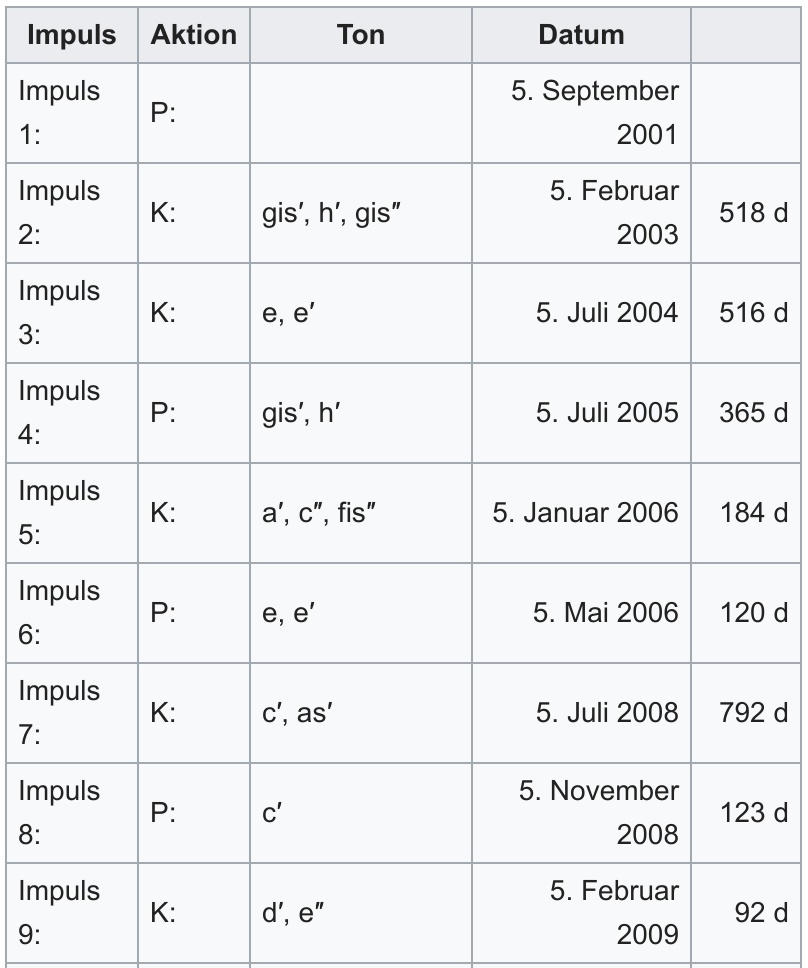 Impuls Aktion Ton Datum
Impuls 1: P: 5. September 2001
Impuls 2: K: gis′, h′, gis″ 5. Februar 2003 518 d
Impuls 3: K: e, e′ 5. Juli 2004 516 d
Impuls 4: P: gis′, h′ 5. Juli 2005 365 d
Impuls 5: K: a′, c″, fis″ 5. Januar 2006 184 d
Impuls 6: P: e, e′ 5. Mai 2006 120 d
Impuls 7: K: c′, as′ 5. Juli 2008 792 d
Impuls 8: P: c′ 5. November 2008 123 d
Impuls 9: K: d′, e″ 5. Februar 2009 92 d